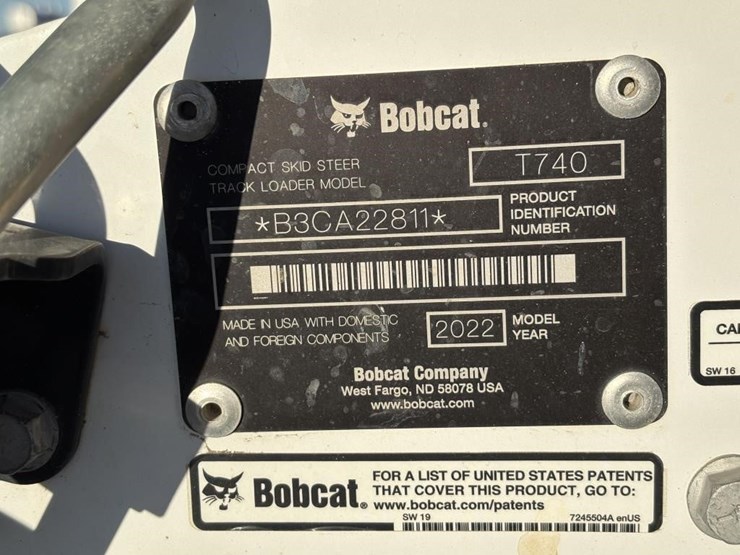 Bobcat.
COMPACT SKID STEER
TRACK LOADER MODEL
T740
*B3CA22811*
PRODUCT
IDENTIFICATION
NUMBER
MADE IN USA WITH DOMESTIC
AND FOREIGN COMPONENTS
2022
MODEL
YEAR
Bobcat Company
West Fargo, ND 58078 USA
www.bobcat.com
CA
SW 16
Bobcat®
FOR A LIST OF UNITED STATES PATENTS
THAT COVER THIS PRODUCT, GO TO:
www.bobcat.com/patents
SW 19
7245504A enUS